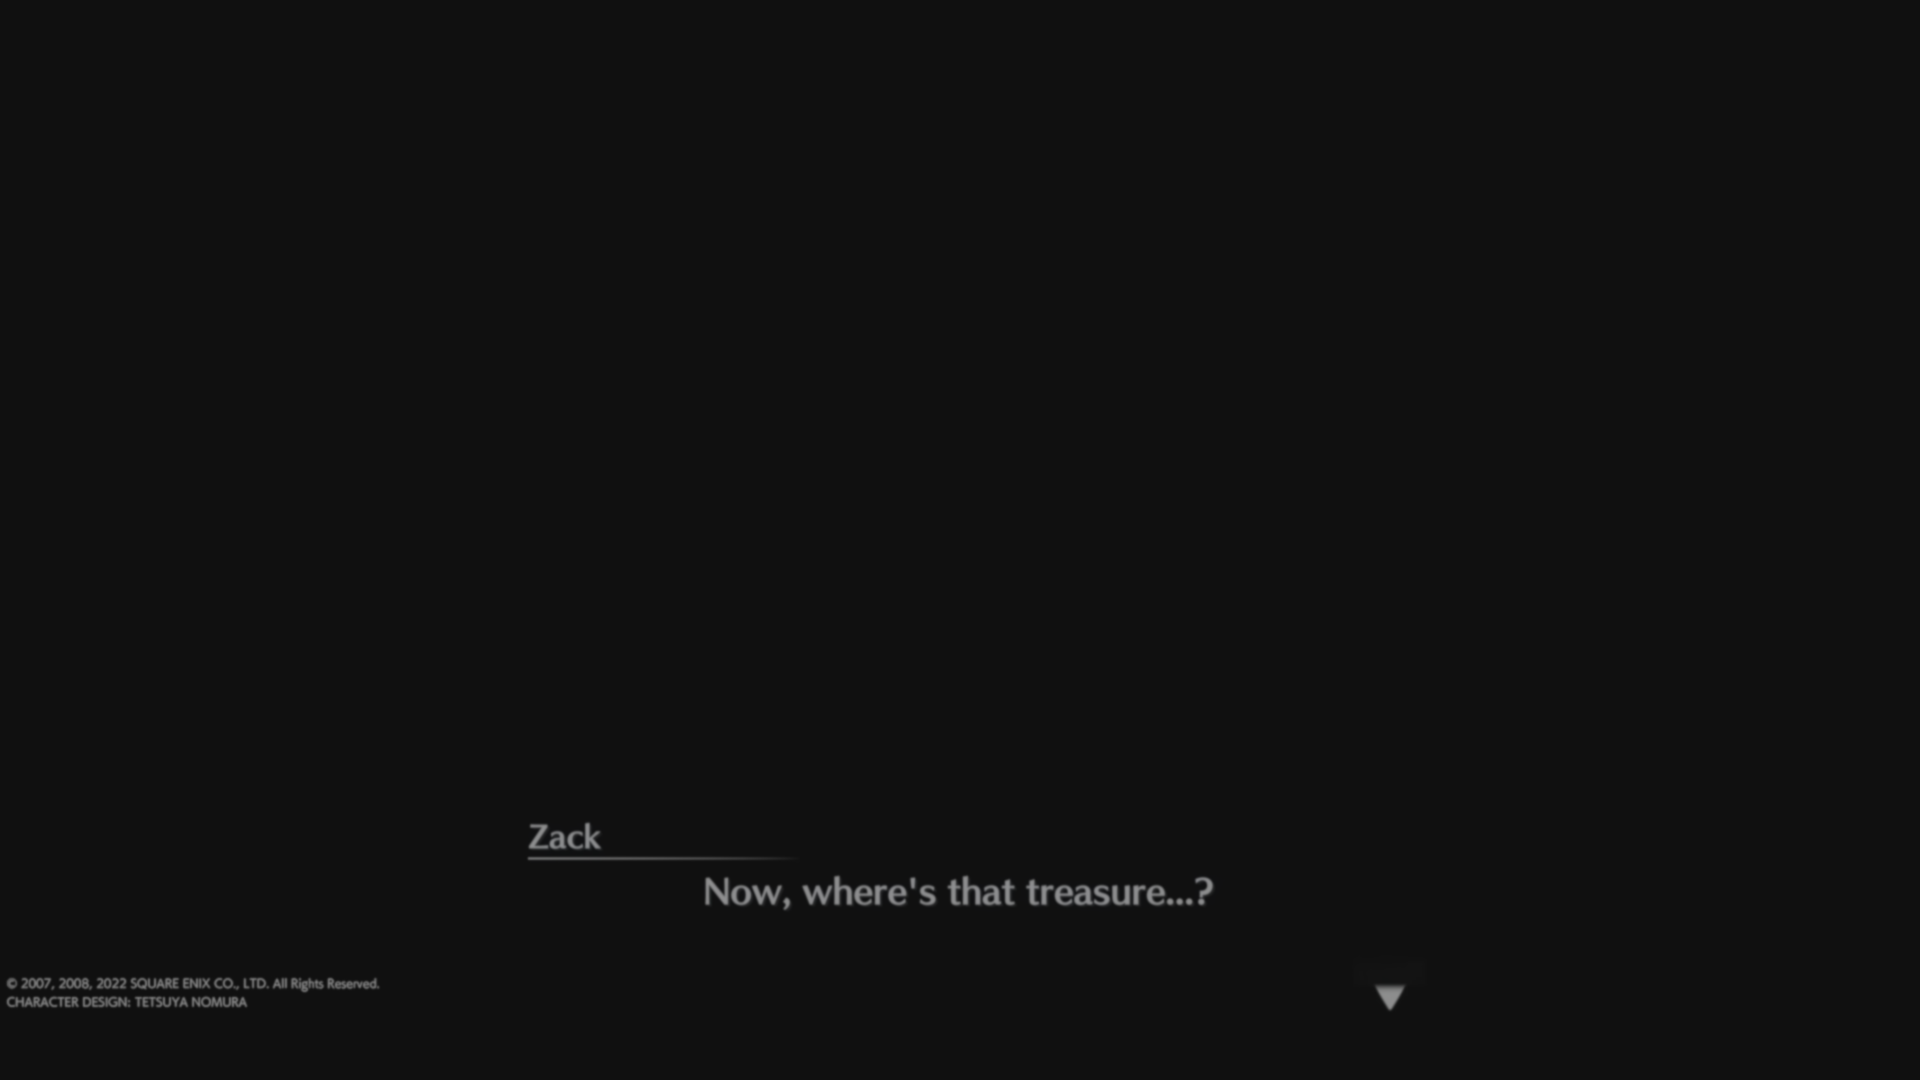 Zack
Now, where's that treasure...?
© 2007, 2008, 2022 SQUARE ENIX CO., LTD. All Rights Reserved.
CHARACTER DESIGN: TETSUYA NOMURA